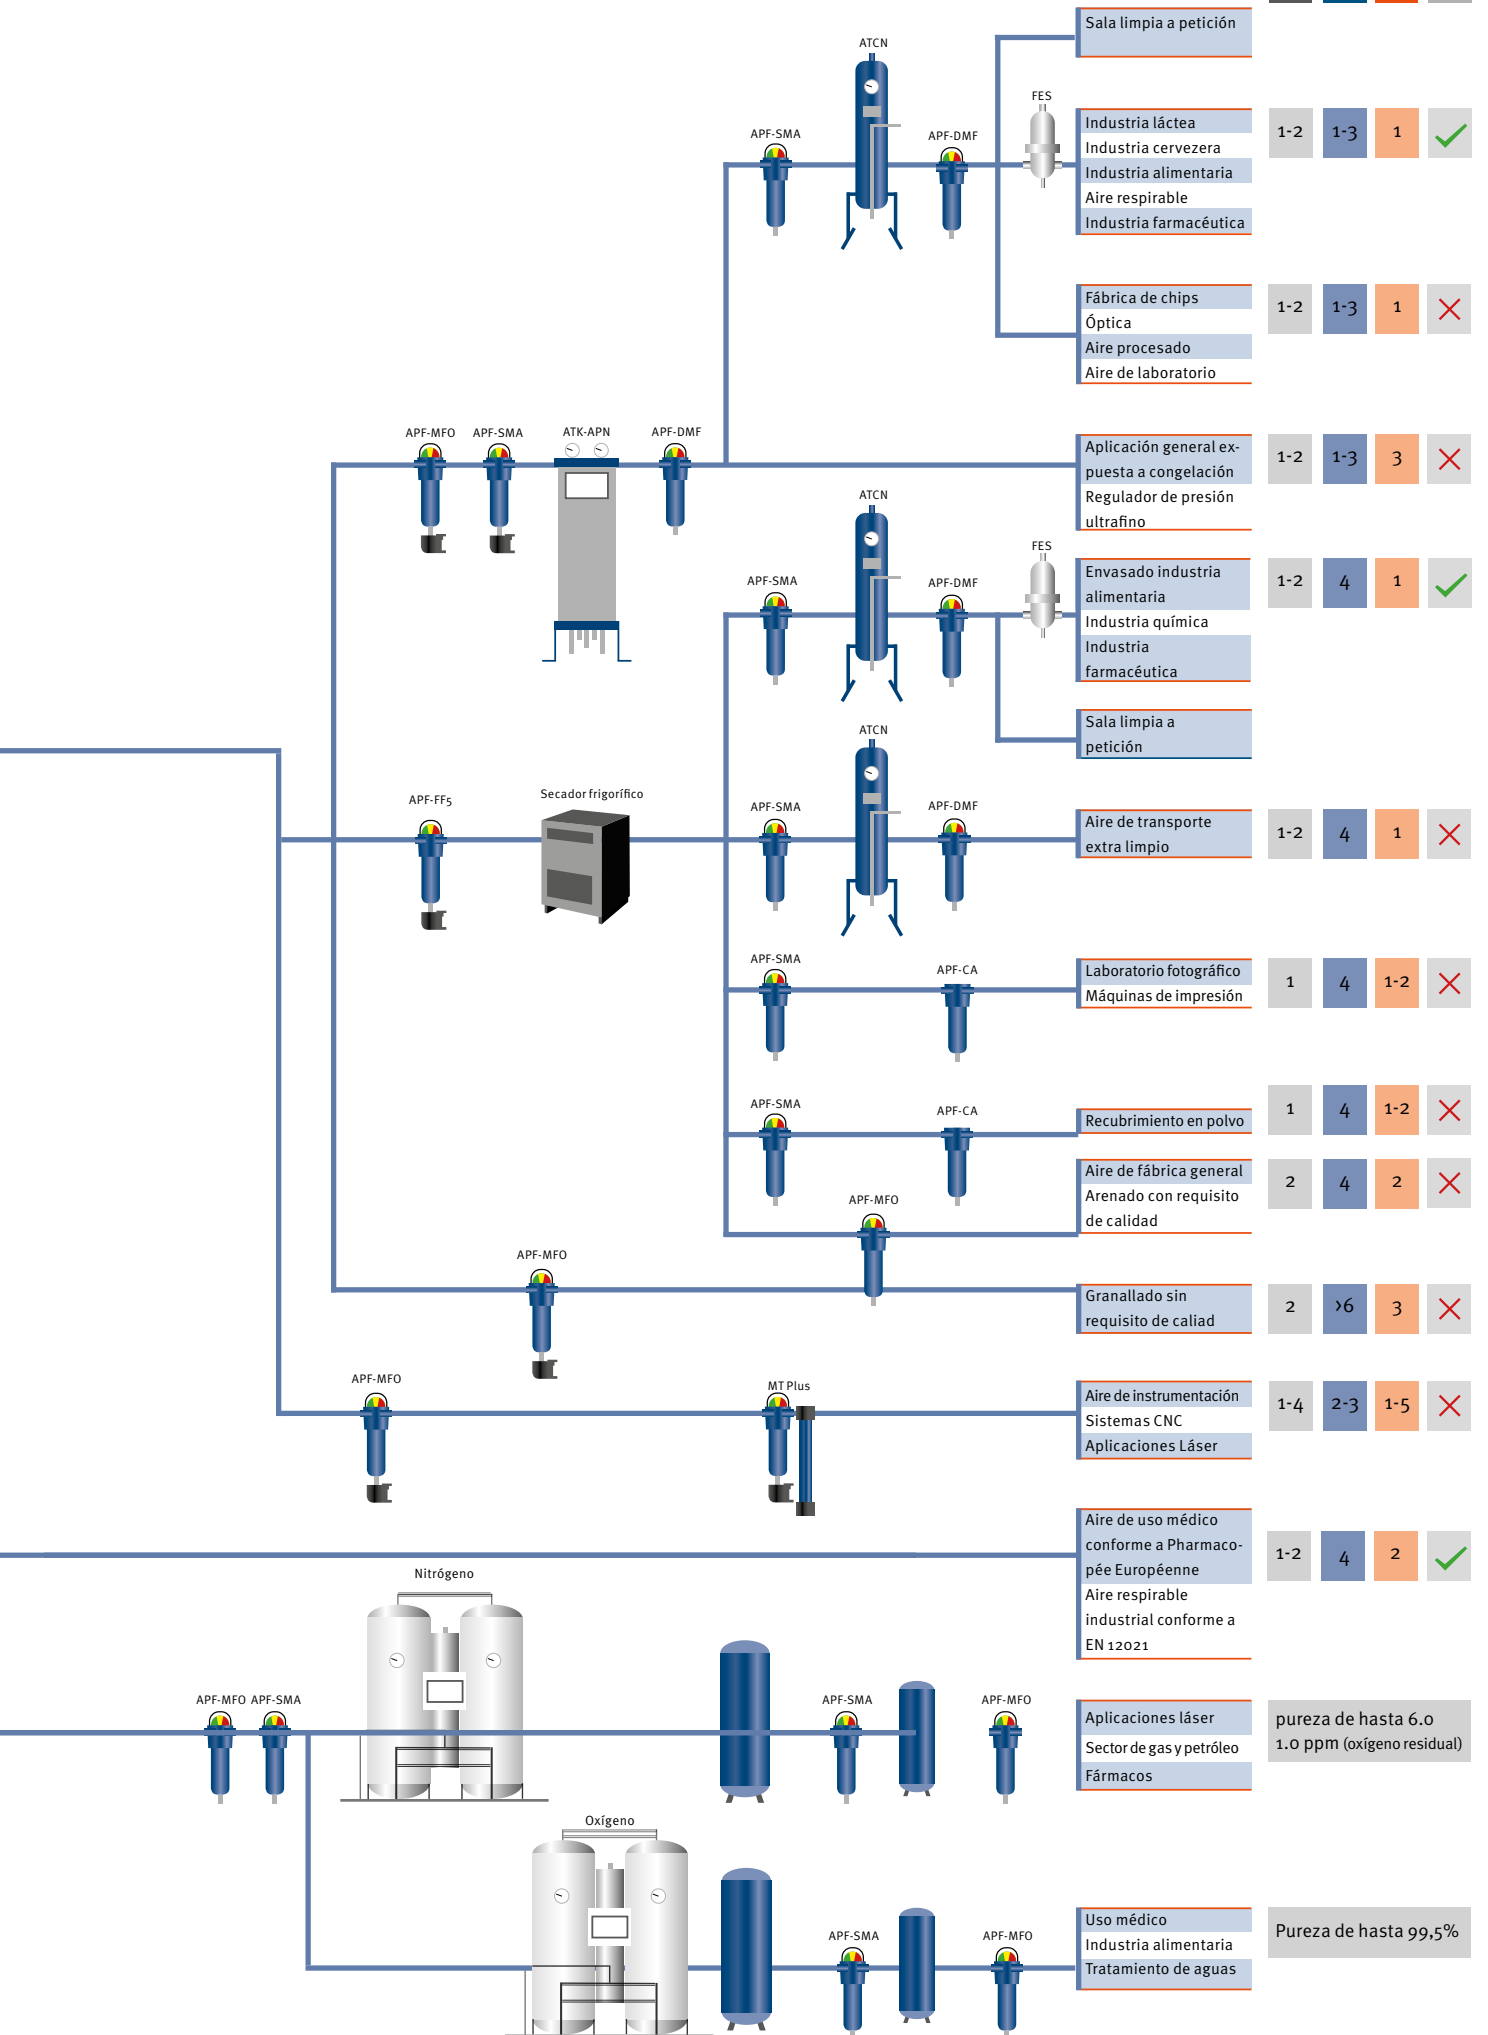 Sala limpia a petición
ATCN
FES
APF-SMA
APF-DMF
Industria láctea
Industria cervezera
Industria alimentaria
Aire respirable
Industria farmacéutica
1-2
1-3
1
Fábrica de chips
Óptica
Aire procesado
Aire de laboratorio
1-2
1-3
1
APF-MFO
APF-SMA
ATK-APN
APF-DMF
Aplicación general ex-
puesta a congelación
Regulador de presión
ultrafino
1-2
1-3
3
ATCN
FES
APF-SMA
APF-DMF
Envasado industria
alimentaria
Industria química
Industria
farmacéutica
1-2
4
1
Sala limpia a
petición
ATCN
APF-FF5
Secador frigorífico
APF-SMA
APF-DMF
Aire de transporte
extra limpio
1-2
4
1
APF-SMA
APF-CA
Laboratorio fotográfico
Máquinas de impresión
1
4
1-2
APF-SMA
APF-CA
Recubrimiento en polvo
1
4
1-2
Aire de fábrica general
Arenado con requisito
de calidad
2
4
2
APF-MFO
APF-MFO
Granallado sin
requisito de caliad
2
>6
3
APF-MFO
MT Plus
Aire de instrumentación
Sistemas CNC
Aplicaciones Láser
1-4
2-3
1-5
Aire de uso médico
conforme a Pharmaco-
pée Européenne
Aire respirable
industrial conforme a
EN 12021
1-2
4
2
Nitrógeno
APF-MFO APF-SMA
APF-SMA
APF-MFO
Aplicaciones láser
Sector de gas y petróleo
Fármacos
pureza de hasta 6.0
1.0 ppm (oxígeno residual)
Oxígeno
APF-SMA
APF-MFO
Uso médico
Industria alimentaria
Tratamiento de aguas
Pureza de hasta 99,5%